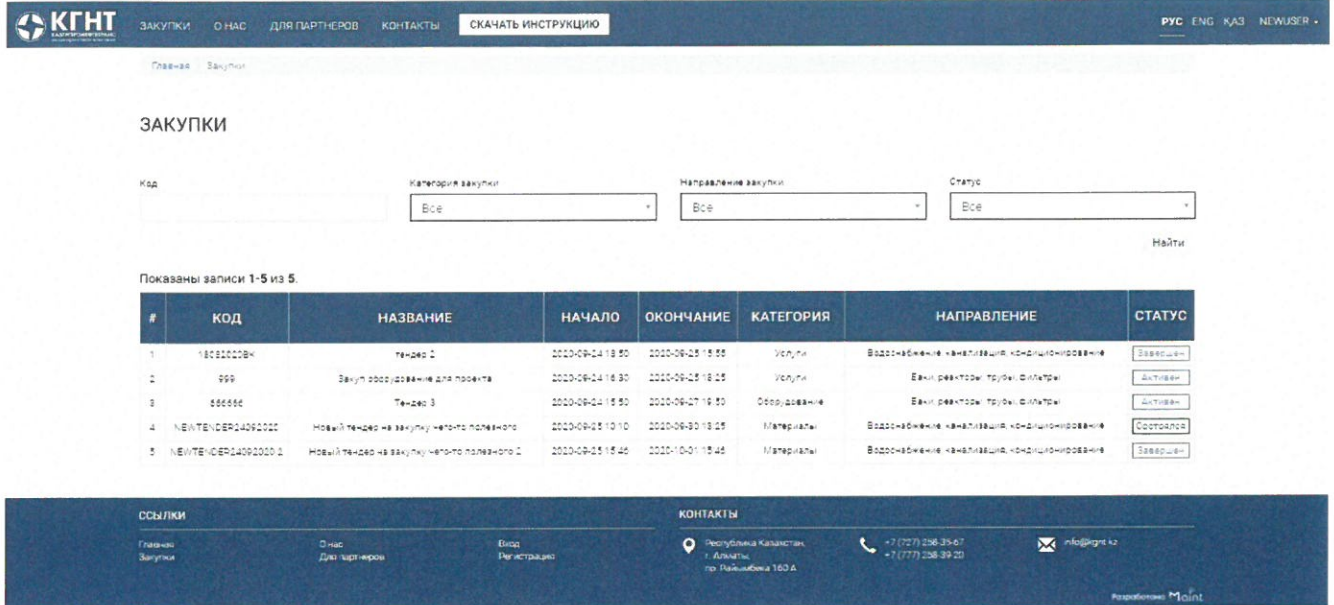 КГНТ ЗАКУПКИ О НАС ДЛЯ ПАРТНЕРОВ КОНТАКТЫ СКАЧАТЬ ИНСТРУКЦИЮ РУС ENG ҚАЗ NEWUSER
Главная Закупки
ЗАКУПКИ
Код Категория закупки Направление закупки Статус
Все Все Все
Найти
Показаны записи 1-5 из 5.
# КОД НАЗВАНИЕ НАЧАЛО ОКОНЧАНИЕ КАТЕГОРИЯ НАПРАВЛЕНИЕ СТАТУС
1 тендер 2 2020-09-24 18:50 2020-09-25 15:55 Услуги Водоснабжение, канализация, кондиционирование Завершен
2 999 Закуп оборудование для проекта 2020-09-24 16:30 2020-09-25 18:25 Услуги Баки, реакторы, трубы, фильтры Активен
3 666666 Тендер 3 2020-09-24 15:50 2020-09-27 19:50 Оборудование Баки, реакторы, трубы, фильтры Активен
4 NEWTENDER24092020 Новый тендер на закупку чего-то полезного 2020-09-25 10:10 2020-09-30 18:25 Материалы Водоснабжение, канализация, кондиционирование Состоялся
5 NEWTENDER24092020 2 Новый тендер на закупку чего-то полезного 2 2020-09-25 15:46 2020-10-01 15:46 Материалы Водоснабжение, канализация, кондиционирование Завершен
ССЫЛКИ КОНТАКТЫ
Главная О нас Вход Республика Казахстан, +7 (727) 258-35-67 info@kgnt.kz
Закупки Для партнеров Регистрация г. Алматы, +7 (777) 258-39-20
пр. Райымбека 160 А
Разработано Maint